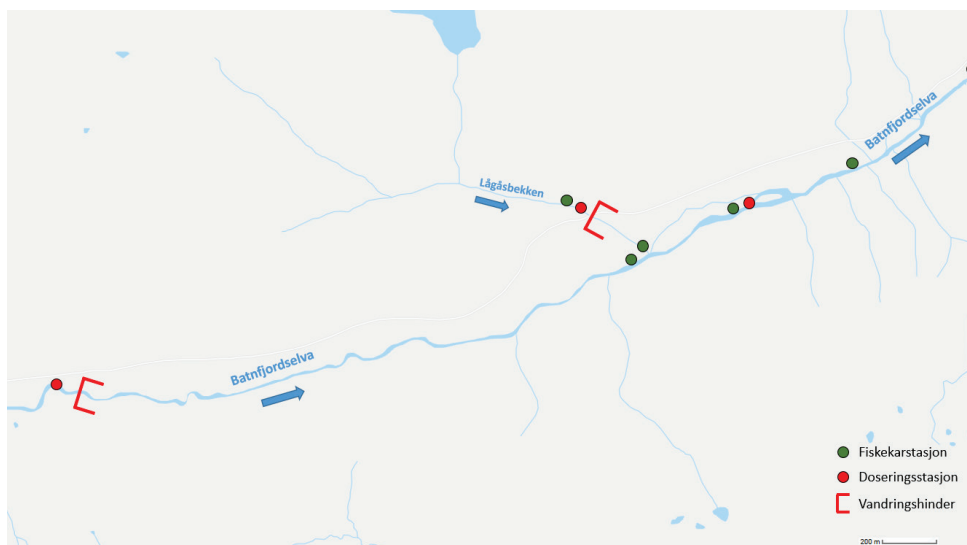 Batnfjordselva
Lågåsbekken
Batnfjordselva
Fiskekarstasjon
Doseringsstasjon
Vandringshinder
200 m